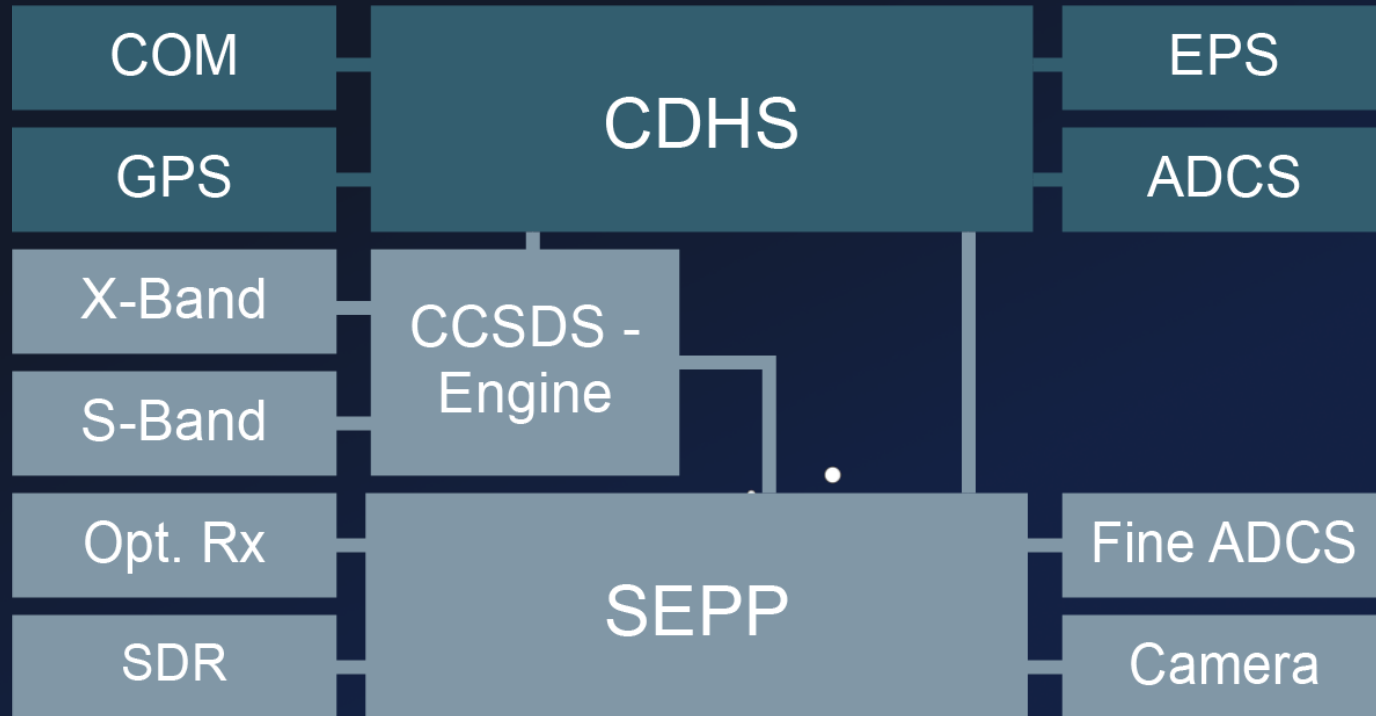 COM
CDHS
EPS
GPS
ADCS
X-Band
CCSDS -
Engine
S-Band
Opt. Rx
SEPP
Fine ADCS
SDR
Camera